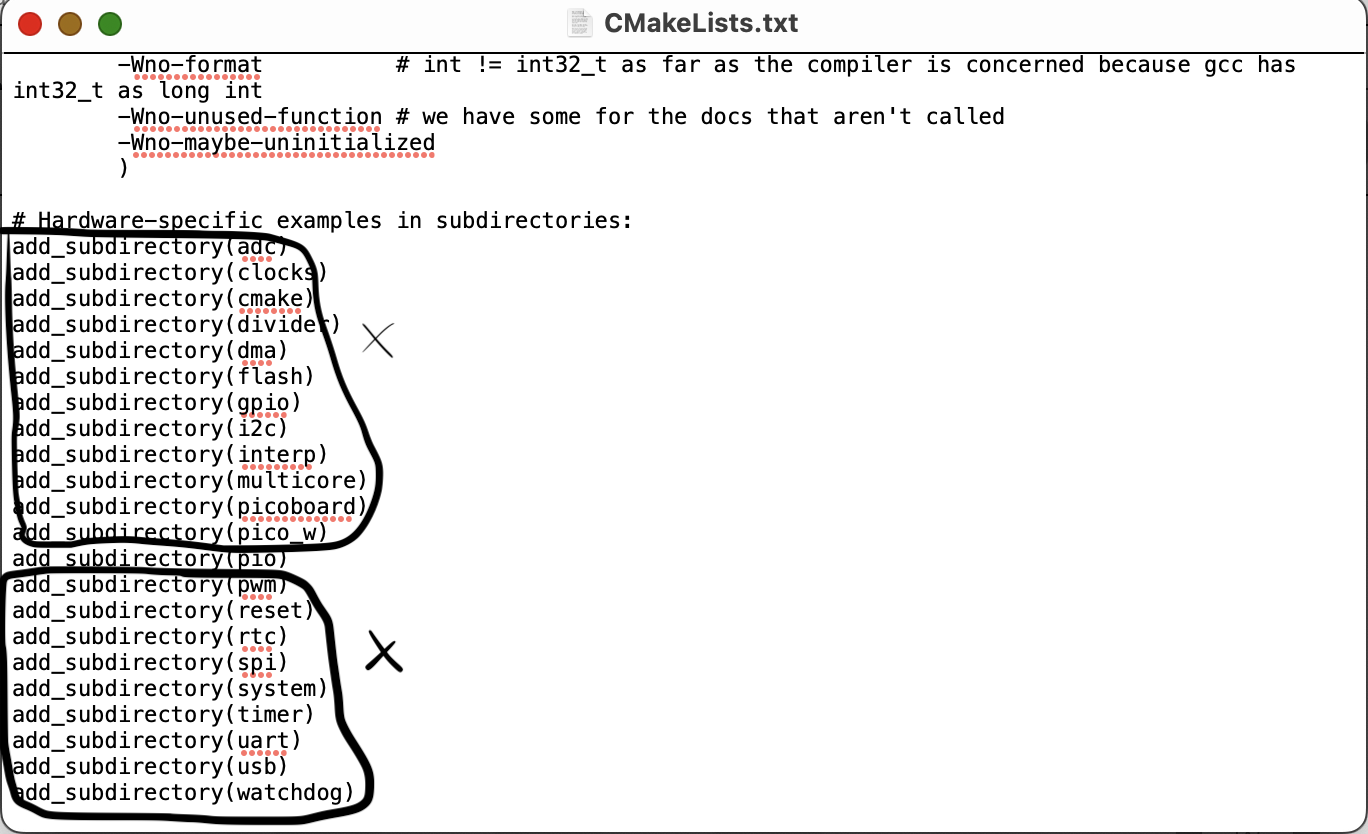 CMakeLists.txt
-Wno-format # int != int32_t as far as the compiler is concerned because gcc has
int32_t as long int
-Wno-unused-function # we have some for the docs that aren't called
-Wno-maybe-uninitialized
)
# Hardware-specific examples in subdirectories:
add_subdirectory(adc)
add_subdirectory(clocks)
add_subdirectory(cmake)
add_subdirectory(divider)
add_subdirectory(dma)
add_subdirectory(flash)
add_subdirectory(gpio)
add_subdirectory(i2c)
add_subdirectory(interp)
add_subdirectory(multicore)
add_subdirectory(picoboard)
add_subdirectory(pico_w)
add_subdirectory(pio)
add_subdirectory(pwm)
add_subdirectory(reset)
add_subdirectory(rtc)
add_subdirectory(spi)
add_subdirectory(system)
add_subdirectory(timer)
add_subdirectory(uart)
add_subdirectory(usb)
add_subdirectory(watchdog)